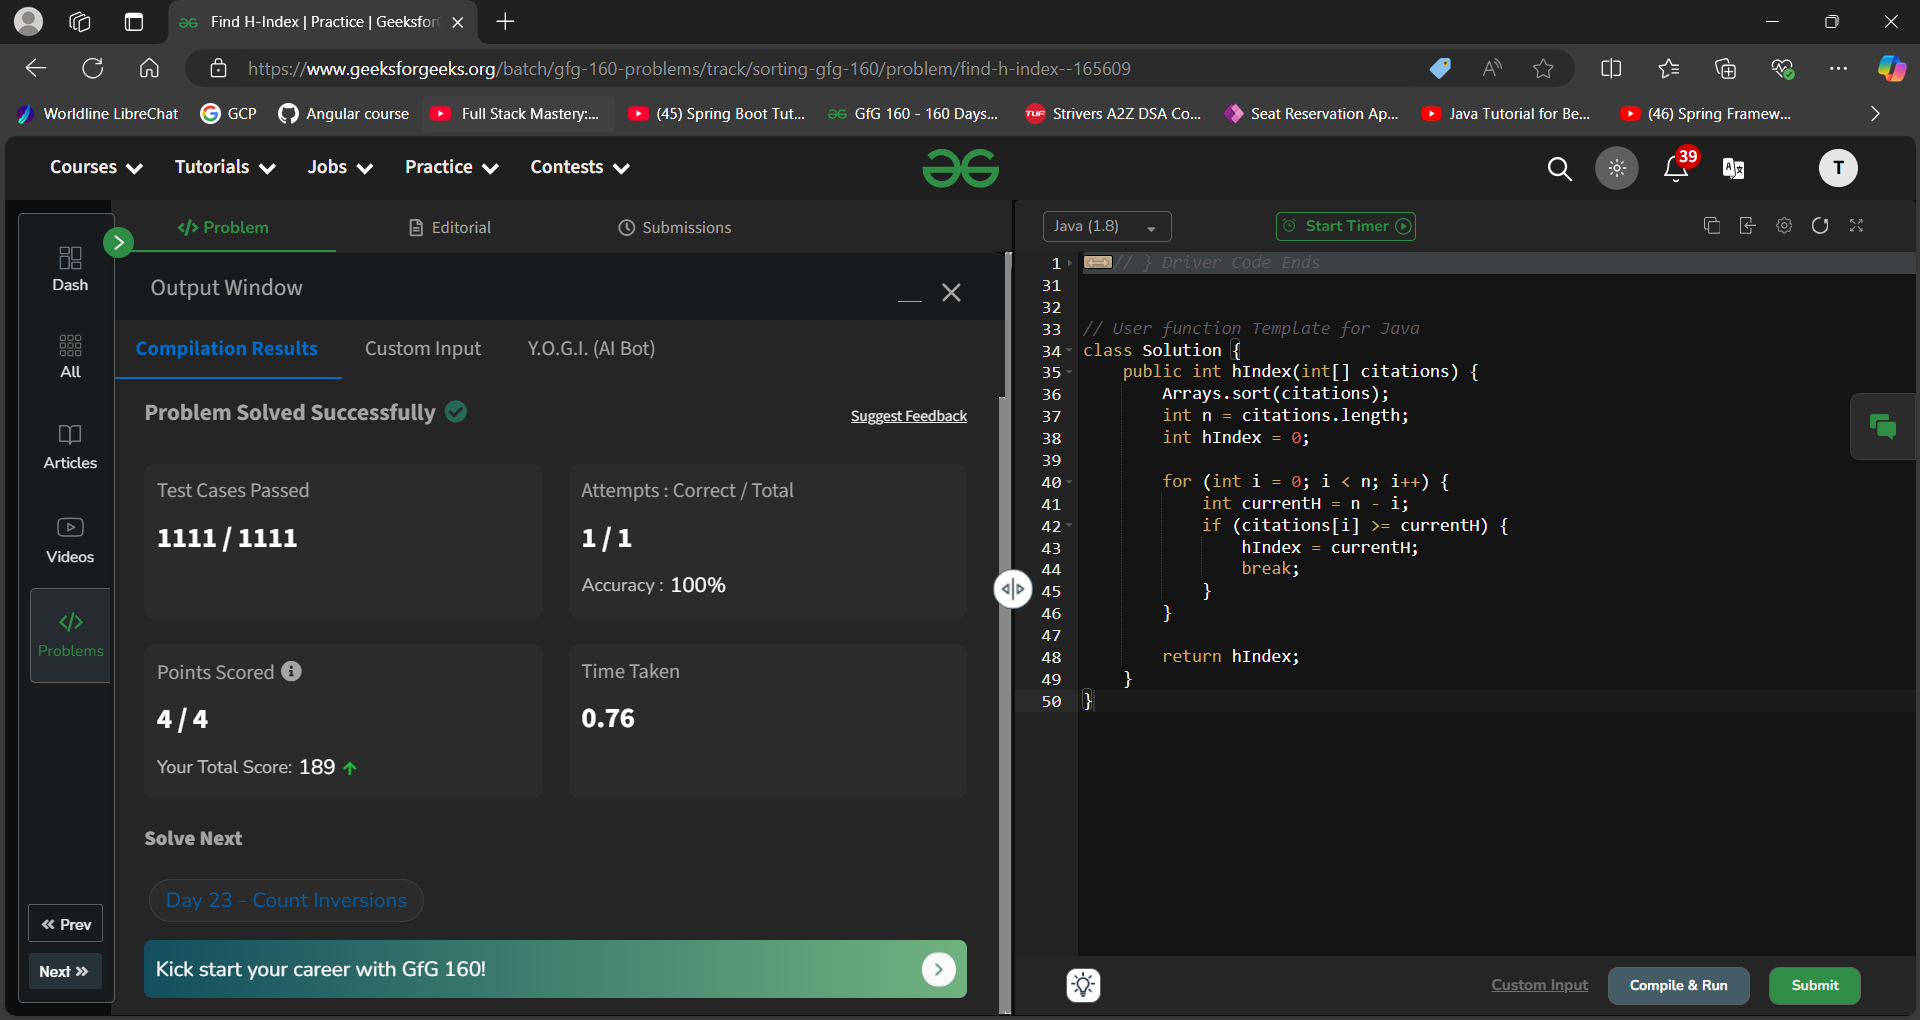 Find H-Index | Practice | Geeksfor
https://www.geeksforgeeks.org/batch/gfg-160-problems/track/sorting-gfg-160/problem/find-h-index--165609
Worldline LibreChat GCP Angular course Full Stack Mastery:... (45) Spring Boot Tut... GfG 160 - 160 Days... Strivers A2Z DSA Co... Seat Reservation Ap... Java Tutorial for Be... (46) Spring Framew...
Courses Tutorials Jobs Practice Contests 39 T
Dash
All
Articles
Videos
Problems
Prev
Next
Problem Editorial Submissions
Output Window
Compilation Results Custom Input Y.O.G.I. (AI Bot)
Problem Solved Successfully
Suggest Feedback
Test Cases Passed
1111 / 1111
Attempts : Correct / Total
1 / 1
Accuracy : 100%
Points Scored
4 / 4
Your Total Score: 189
Time Taken
0.76
Solve Next
Day 23 - Count Inversions
Kick start your career with GfG 160!
Java (1.8) Start Timer
1 // } Driver Code Ends
31
32
33 // User function Template for Java
34 class Solution {
35 public int hIndex(int[] citations) {
36 Arrays.sort(citations);
37 int n = citations.length;
38 int hIndex = 0;
39
40 for (int i = 0; i < n; i++) {
41 int currentH = n - i;
42 if (citations[i] >= currentH) {
43 hIndex = currentH;
44 break;
45 }
46 }
47
48 return hIndex;
49 }
50 }
Custom Input Compile & Run Submit